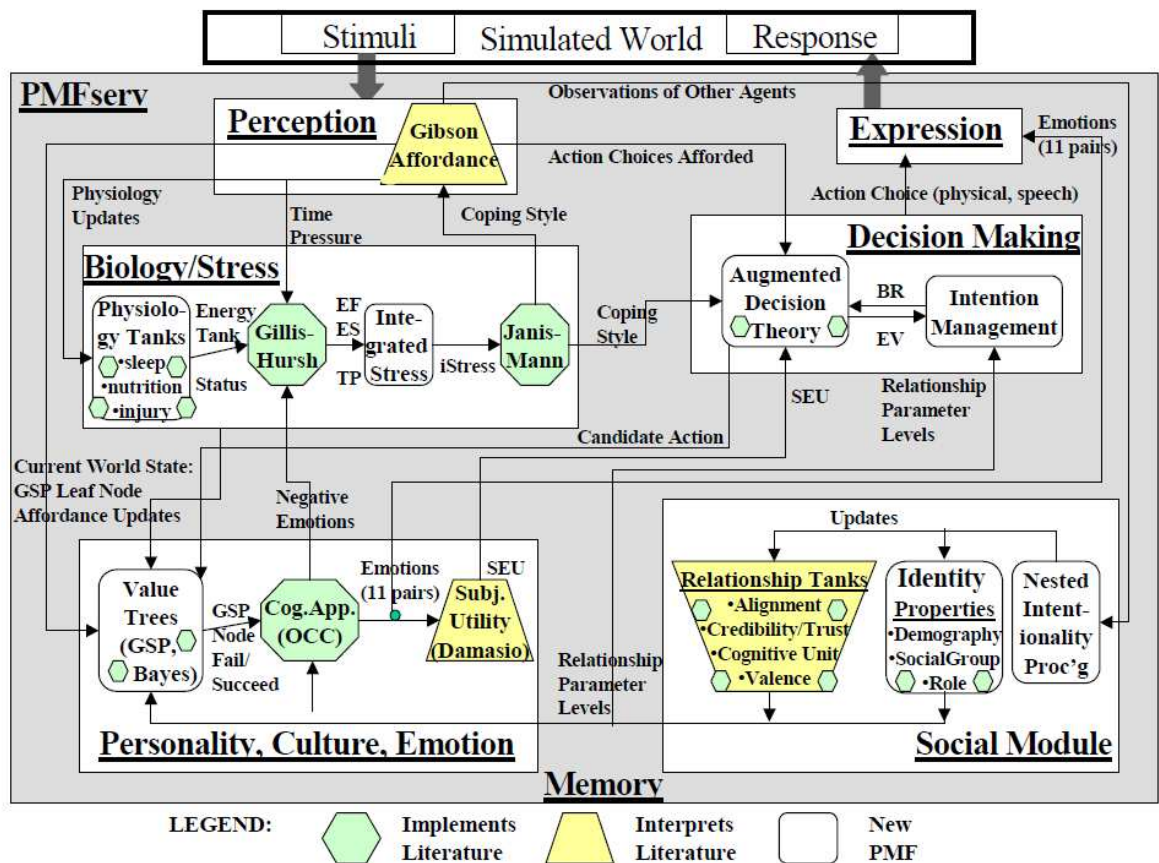 Stimuli
Simulated World
Response
PMFserv
Observations of Other Agents
Perception
Gibson
Affordance
Expression
Emotions
(11 pairs)
Action Choices Afforded
Physiology
Updates
Time
Pressure
Coping Style
Action Choice (physical, speech)
Decision Making
Biology/Stress
Physiolo-
gy Tanks
•sleep
•nutrition
•injury
Energy
Tank
Status
Gillis-
Hursh
EF
ES
TP
Inte-
grated
Stress
iStress
Janis-
Mann
Coping
Style
Augmented
Decision
Theory
BR
EV
Intention
Management
SEU
Relationship
Parameter
Levels
Candidate Action
Current World State:
GSP Leaf Node
Affordance Updates
Negative
Emotions
Updates
Value
Trees
(GSP,
Bayes)
GSP
Node
Fail/
Succeed
Cog.App.
(OCC)
Emotions
(11 pairs)
SEU
Subj.
Utility
(Damasio)
Relationship
Parameter
Levels
Relationship Tanks
•Alignment
•Credibility/Trust
•Cognitive Unit
•Valence
Identity
Properties
•Demography
•SocialGroup
•Role
Nested
Intent-
ionality
Proc'g
Personality, Culture, Emotion
Social Module
Memory
LEGEND:
Implements
Literature
Interprets
Literature
New
PMF